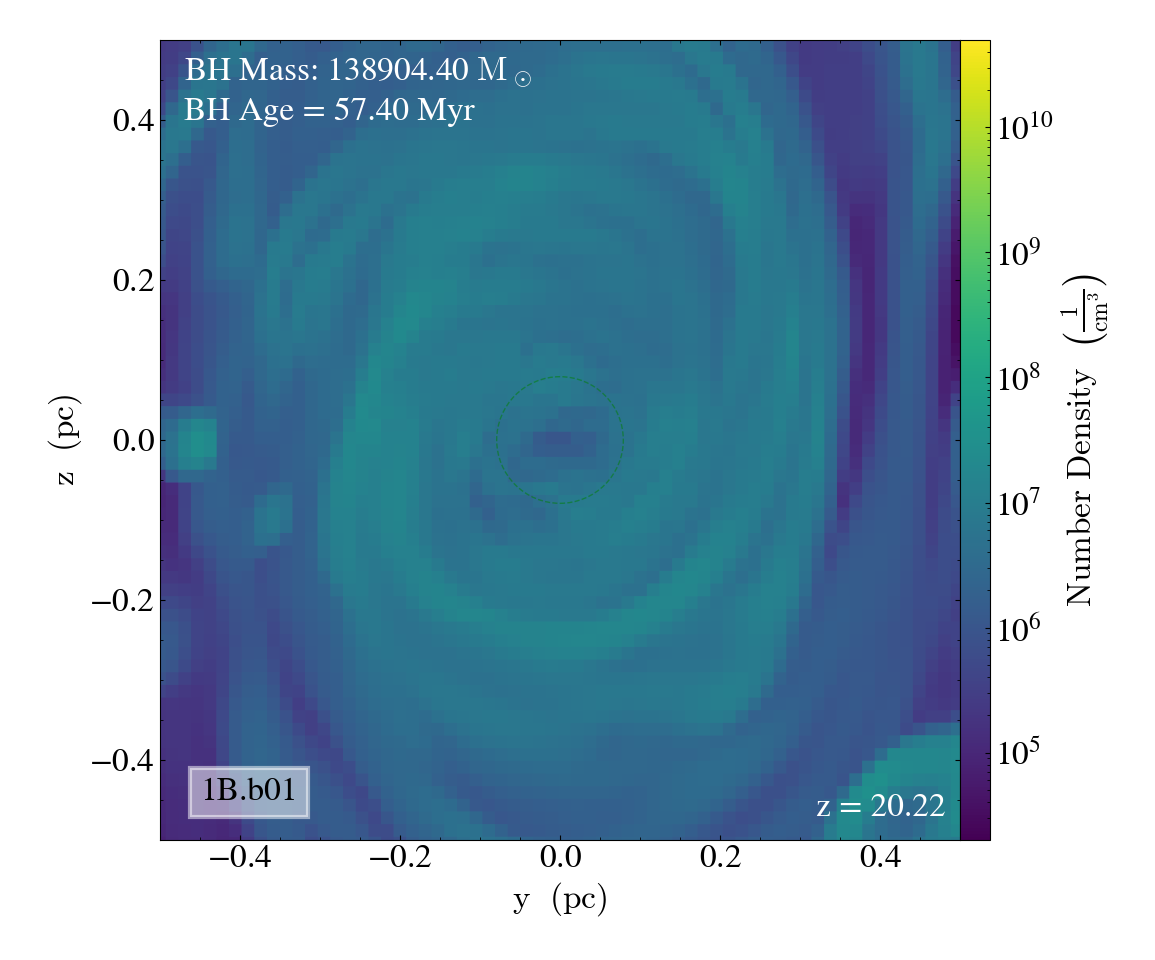 BH Mass: 138904.40 M⊙
BH Age = 57.40 Myr
0.4
0.2
0.0
−0.2
−0.4
z (pc)
1B.b01
z = 20.22
−0.4 −0.2 0.0 0.2 0.4
y (pc)
10¹⁰
10⁹
10⁸
10⁷
10⁶
10⁵
Number Density (1/cm³)